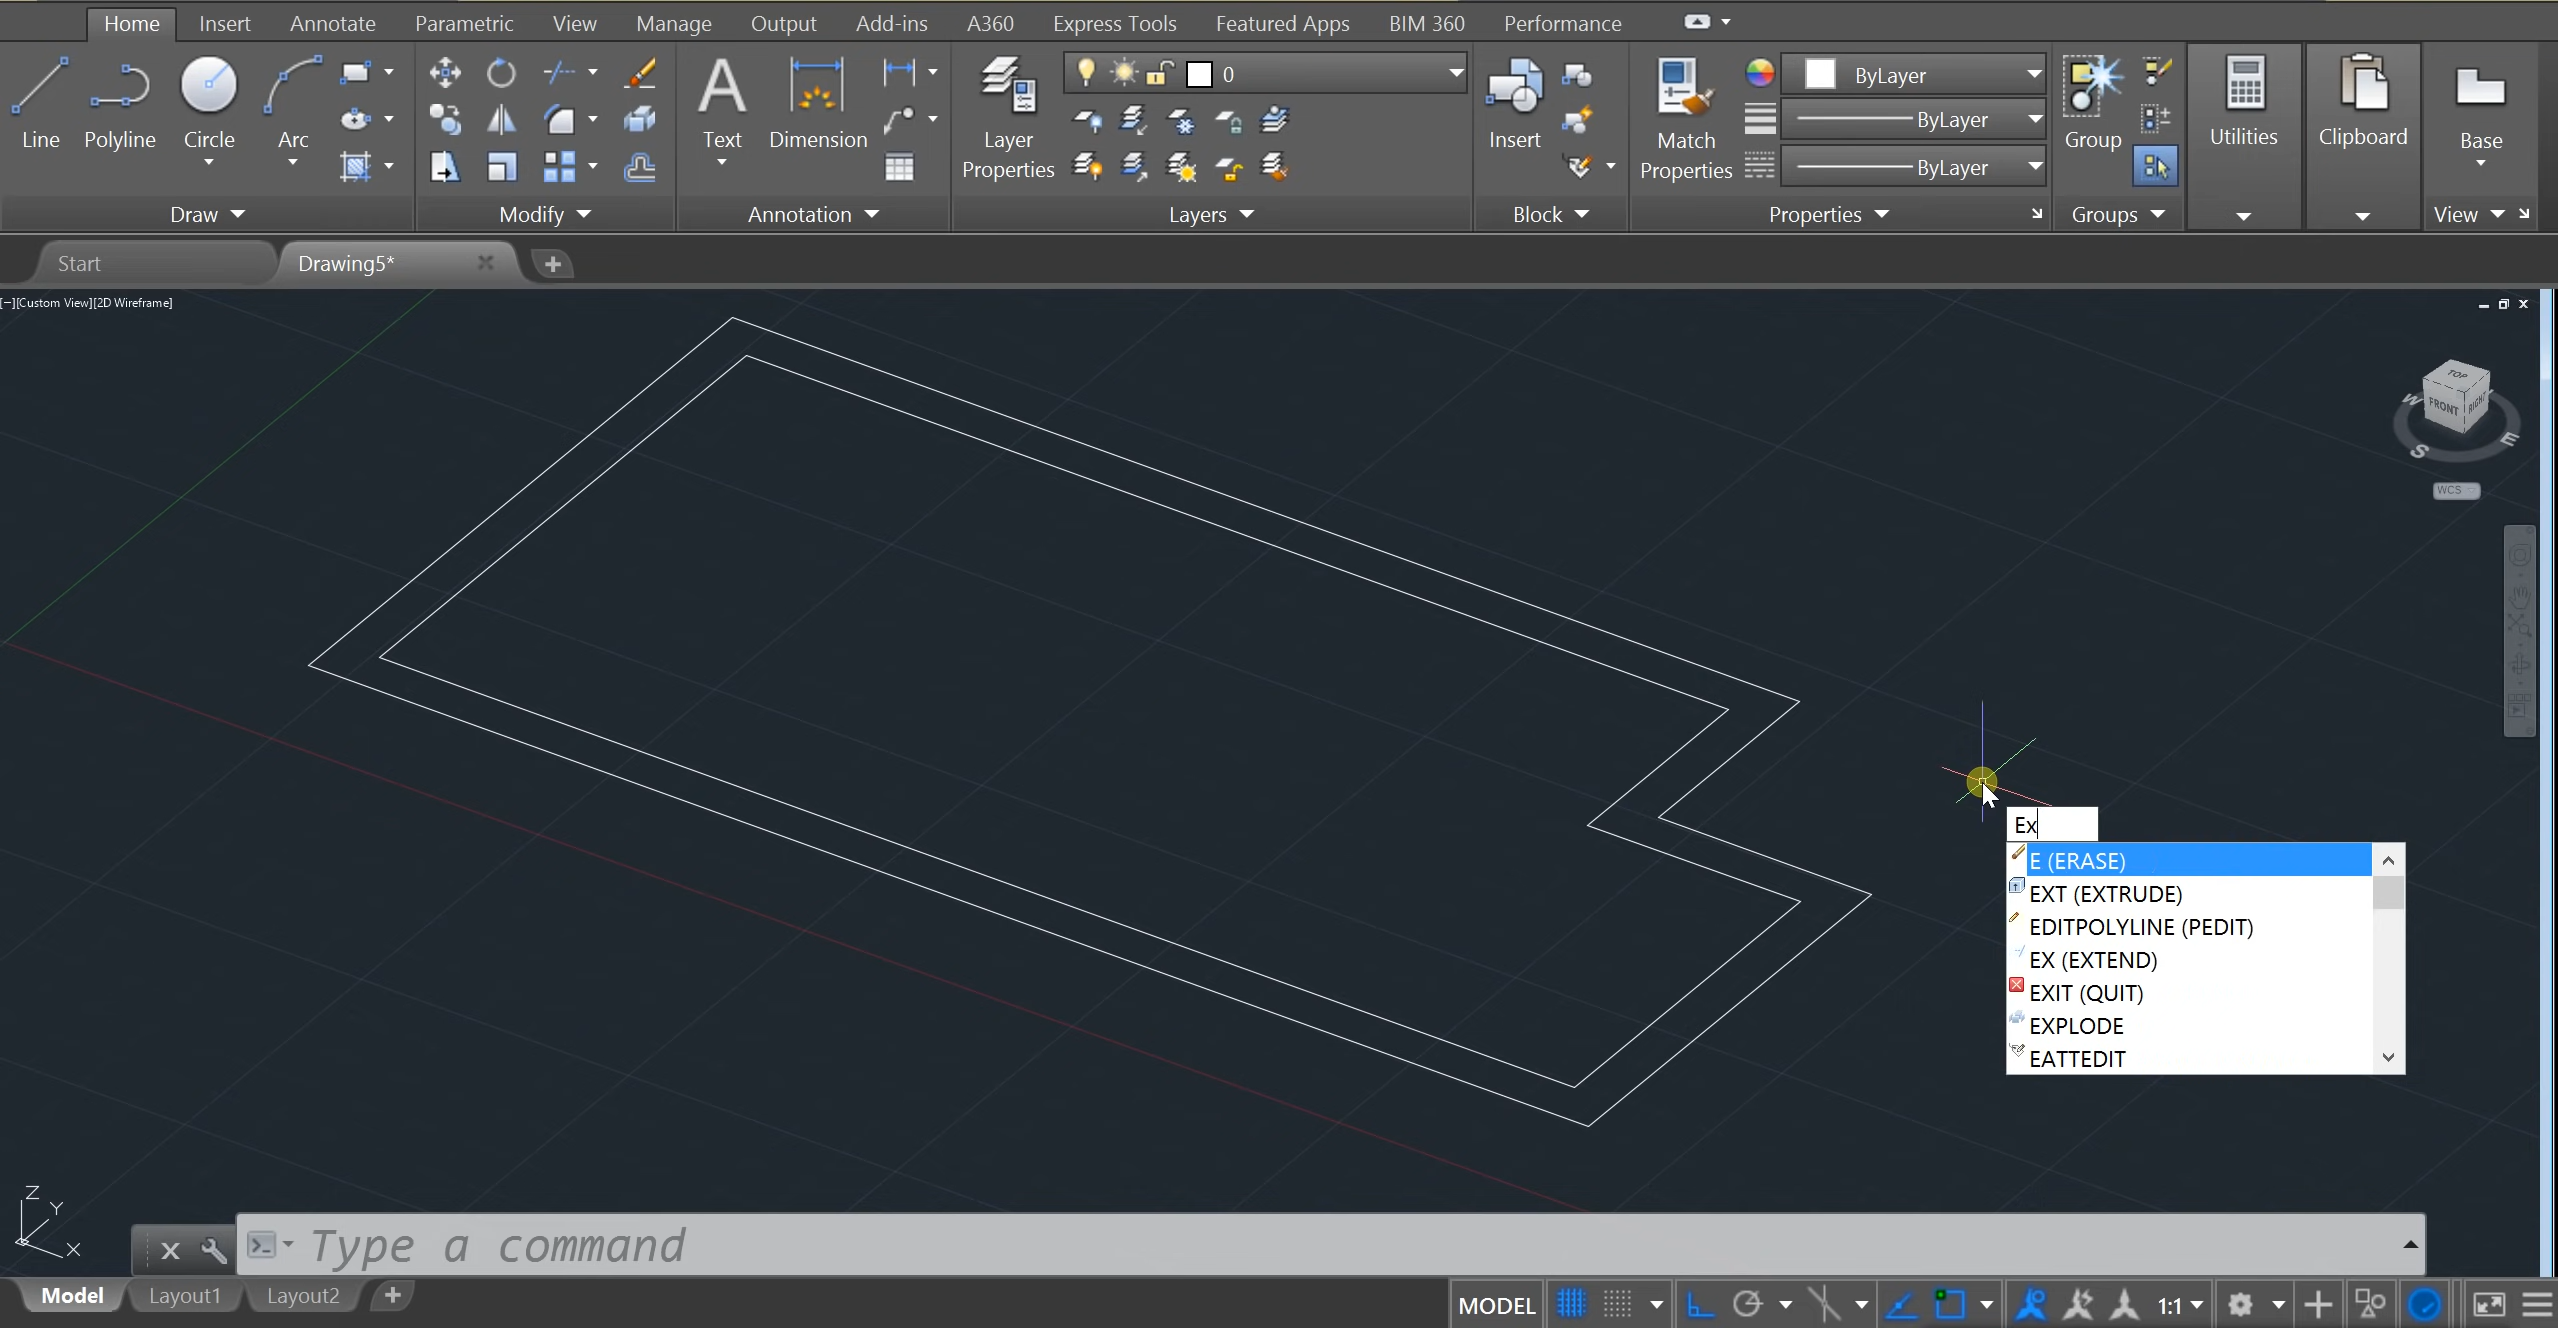 Home Insert Annotate Parametric View Manage Output Add-ins A360 Express Tools Featured Apps BIM 360 Performance
Line Polyline Circle Arc
Text Dimension
Layer Properties
0
Insert
Match Properties
ByLayer
ByLayer
ByLayer
Group
Utilities
Clipboard
Base
Draw Modify Annotation Layers Block Properties Groups View
Start Drawing5*
[−][Custom View][2D Wireframe]
TOP
FRONT RIGHT
W
S
E
WCS
Ex
E (ERASE)
EXT (EXTRUDE)
EDITPOLYLINE (PEDIT)
EX (EXTEND)
EXIT (QUIT)
EXPLODE
EATTEDIT
Z
Y
X
Type a command
Model Layout1 Layout2
MODEL 1:1